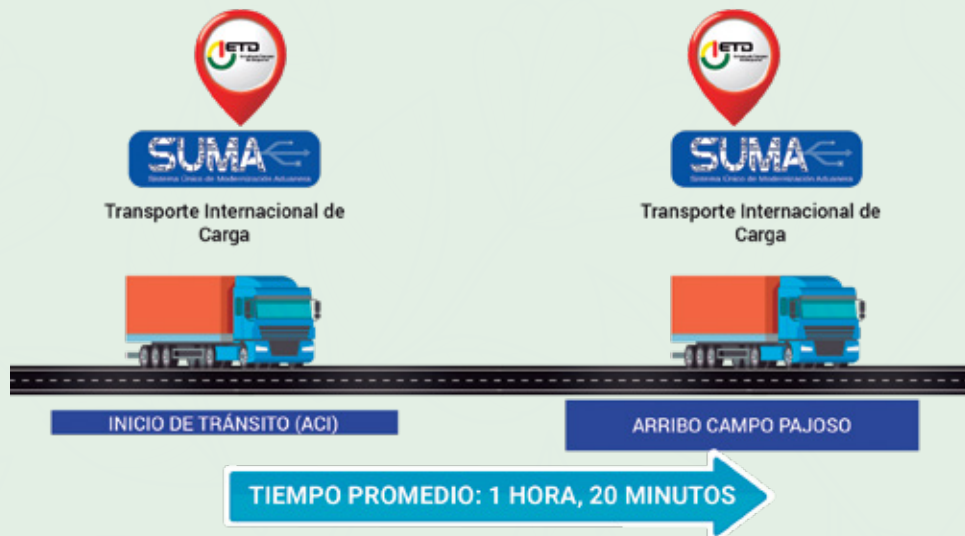 ETD
ETD
SUMA
Sistema Único de Modernización Aduanera
SUMA
Sistema Único de Modernización Aduanera
Transporte Internacional de
Carga
Transporte Internacional de
Carga
INICIO DE TRÁNSITO (ACI)
ARRIBO CAMPO PAJOSO
TIEMPO PROMEDIO: 1 HORA, 20 MINUTOS